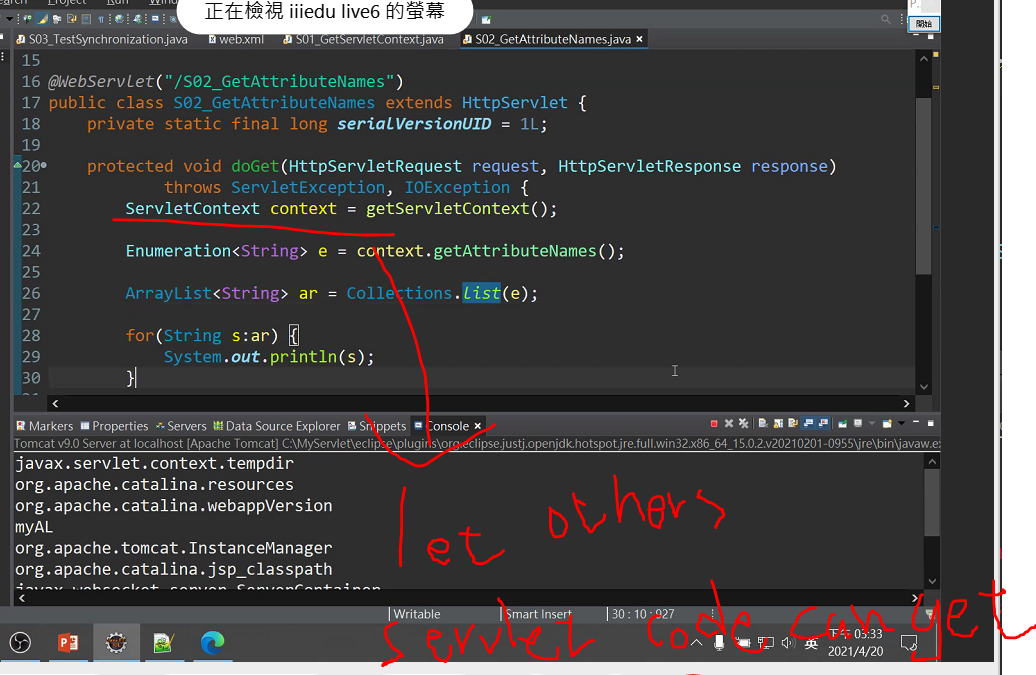 Project Run
正在檢視 iiiedu live6 的螢幕
開始
S03_TestSynchronization.java web.xml S01_GetServletContext.java S02_GetAttributeNames.java
15
16 @WebServlet("/S02_GetAttributeNames")
17 public class S02_GetAttributeNames extends HttpServlet {
18 private static final long serialVersionUID = 1L;
19
20 protected void doGet(HttpServletRequest request, HttpServletResponse response)
21 throws ServletException, IOException {
22 ServletContext context = getServletContext();
23
24 Enumeration<String> e = context.getAttributeNames();
25
26 ArrayList<String> ar = Collections.list(e);
27
28 for(String s:ar) {
29 System.out.println(s);
30 }
Markers Properties Servers Data Source Explorer Snippets Console
Tomcat v9.0 Server at localhost [Apache Tomcat] C:\MyServlet\eclipse\plugins\org.eclipse.justj.openjdk.hotspot.jre.full.win32.x86_64_15.0.2.v20210201-0955\jre\bin\javaw.ex
javax.servlet.context.tempdir
org.apache.catalina.resources
org.apache.catalina.webappVersion
myAL
org.apache.tomcat.InstanceManager
org.apache.catalina.jsp_classpath
javax.websocket.server.ServerContainer
let others
servlet code can get
Writable Smart Insert 30 : 10 : 927
英 下午 03:33
2021/4/20